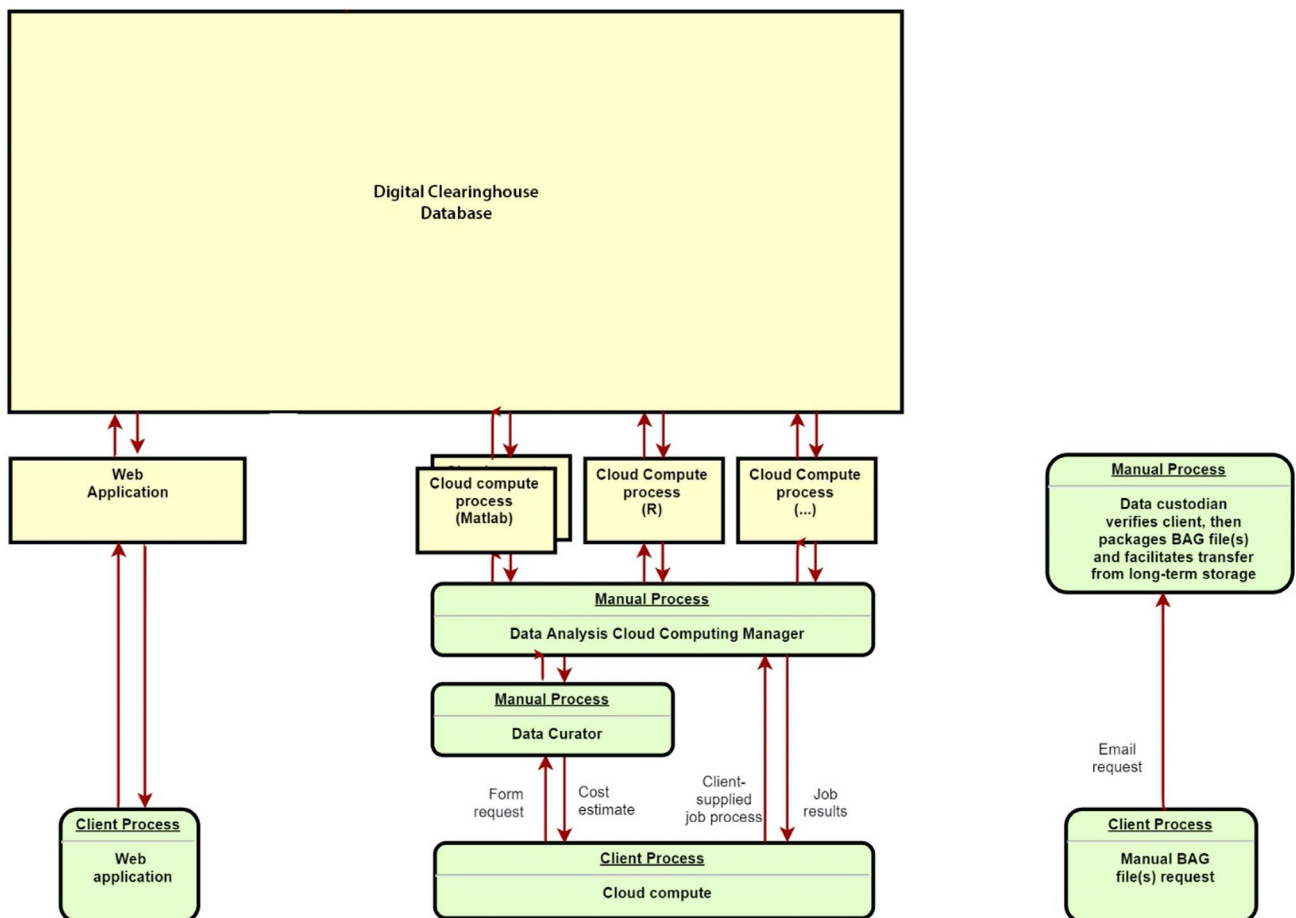 Digital Clearinghouse
Database
Web
Application
Cloud compute
process
(Matlab)
Cloud Compute
process
(R)
Cloud Compute
process
(...)
Manual Process
Data custodian
verifies client, then
packages BAG file(s)
and facilitates transfer
from long-term storage
Manual Process
Data Analysis Cloud Computing Manager
Manual Process
Data Curator
Form
request
Cost
estimate
Client-
supplied
job process
Job
results
Email
request
Client Process
Web
application
Client Process
Cloud compute
Client Process
Manual BAG
file(s) request